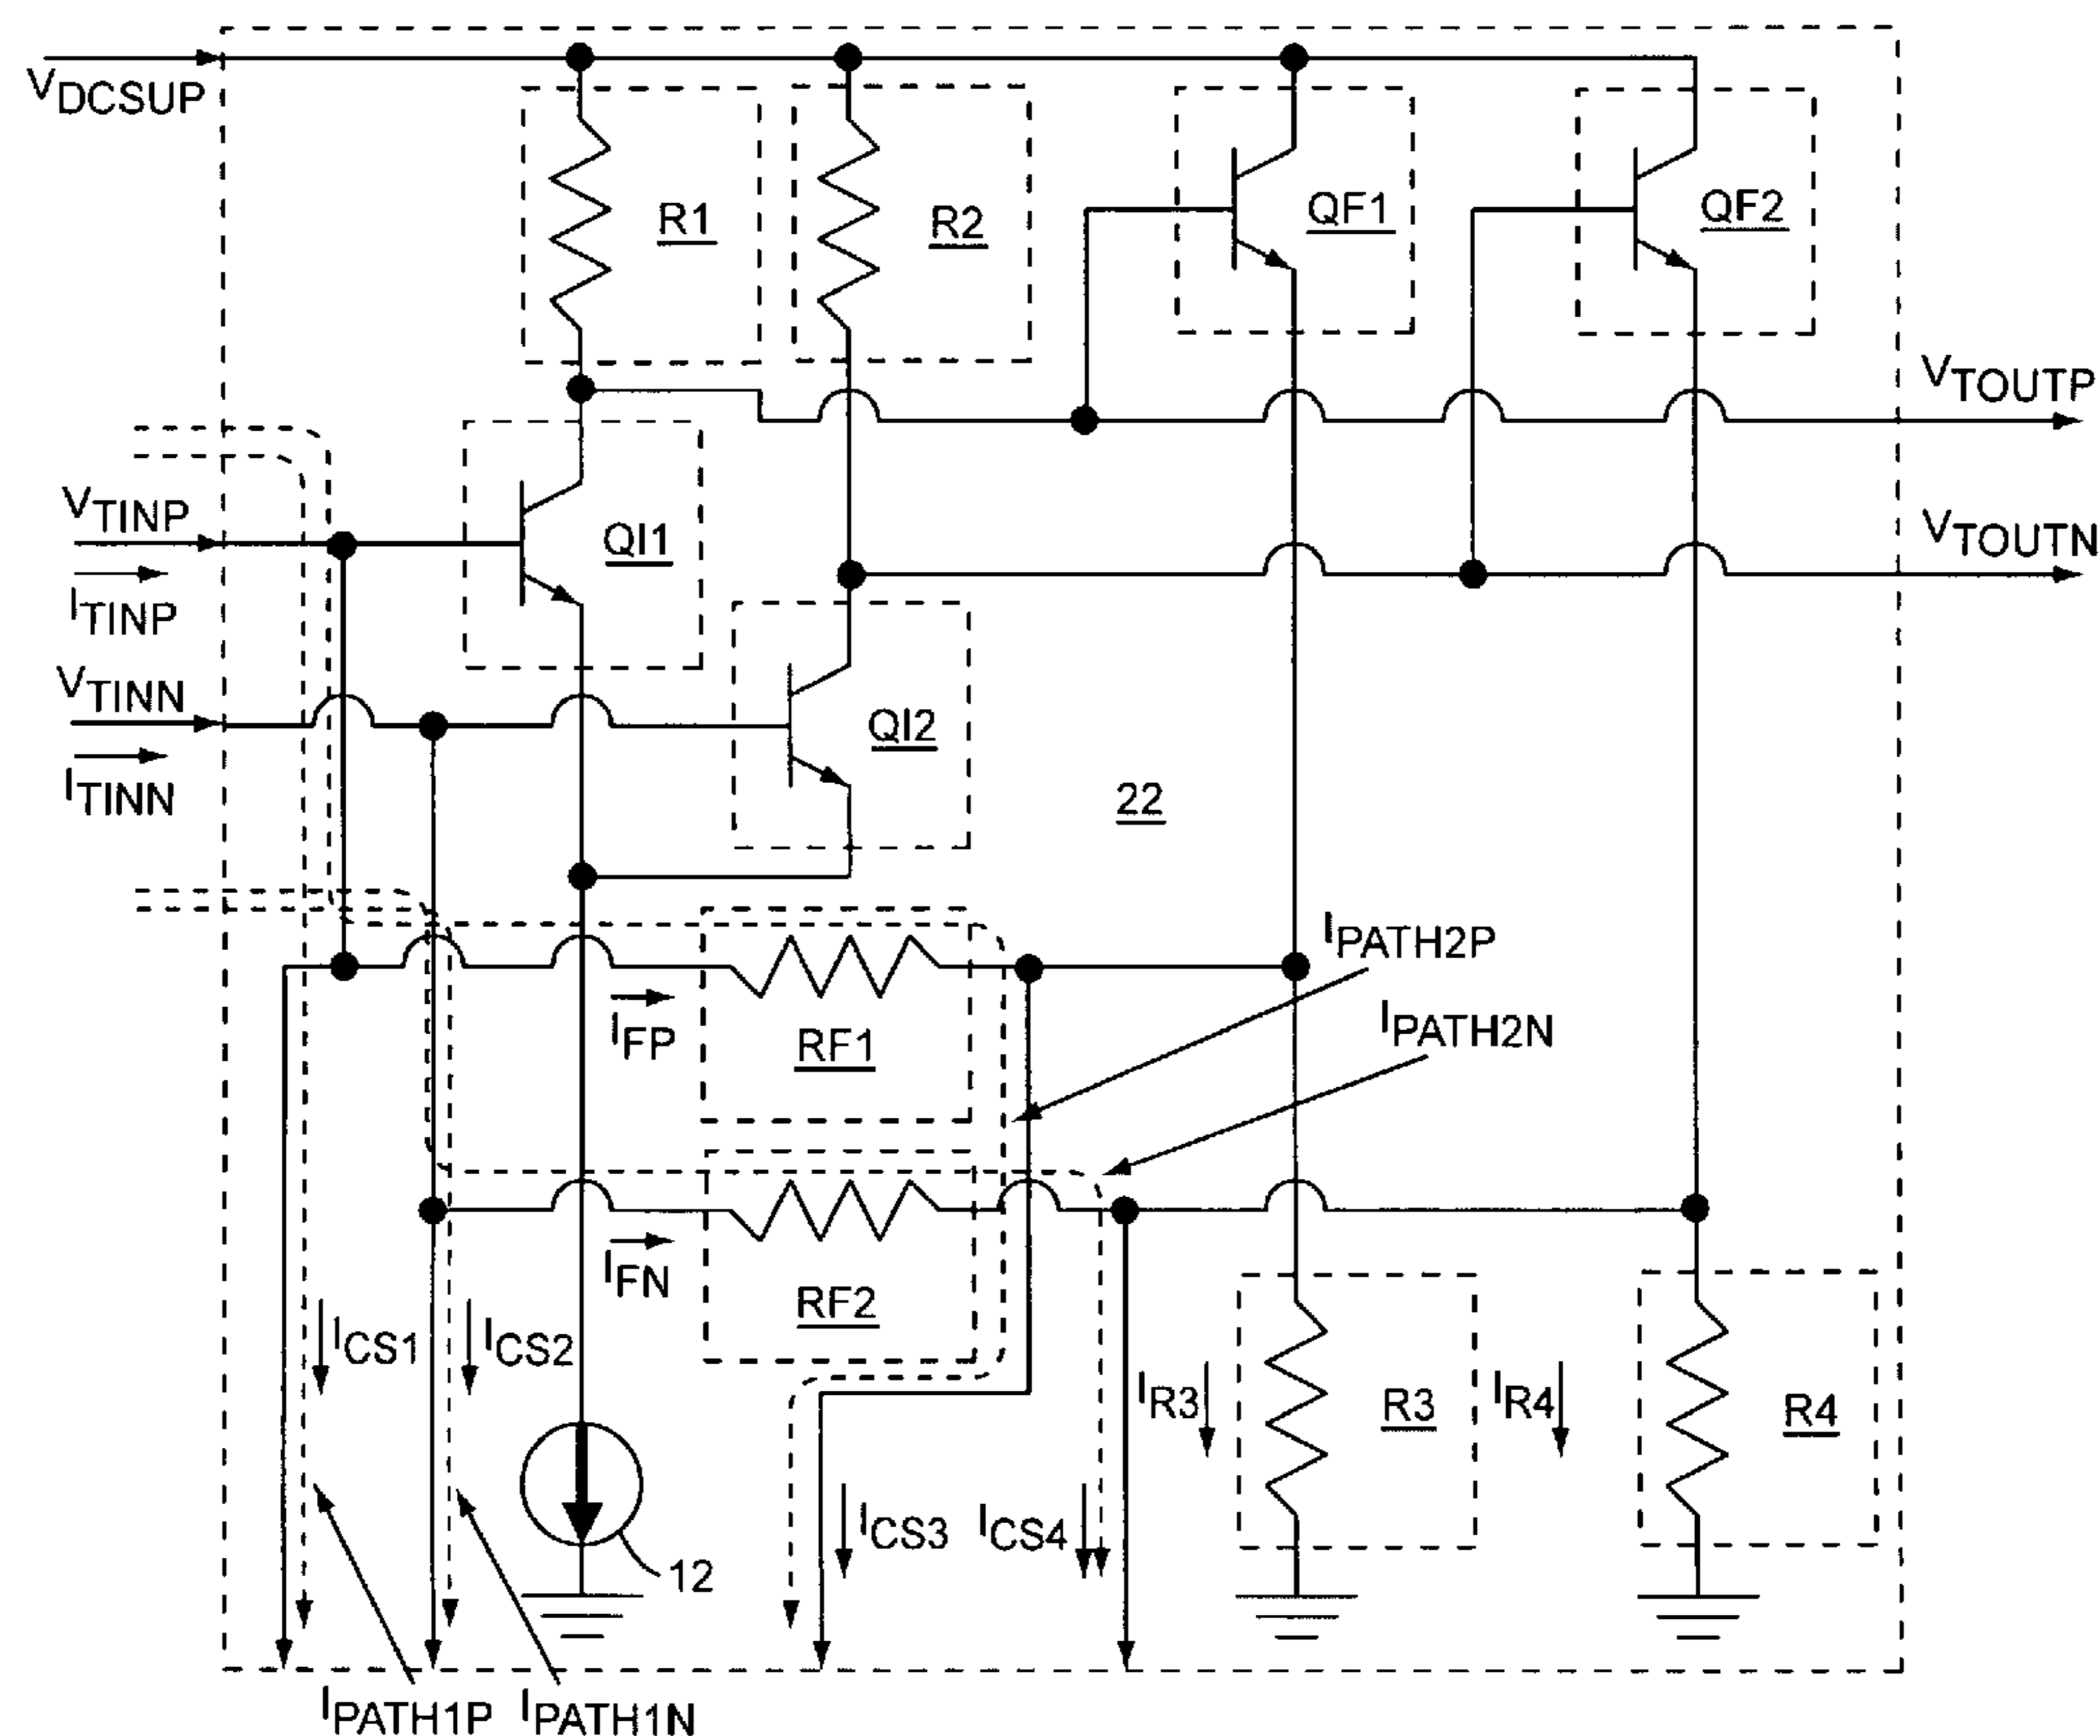 VDCSUP
R1
R2
QF1
QF2
VTOUTP
VTINP
QI1
VTOUTN
ITINP
VTINN
QI2
ITINN
22
IPATH2P
IPATH2N
IFP
RF1
IFN
RF2
ICS1
ICS2
IR3
R3
IR4
R4
ICS3
ICS4
12
IPATH1P
IPATH1N